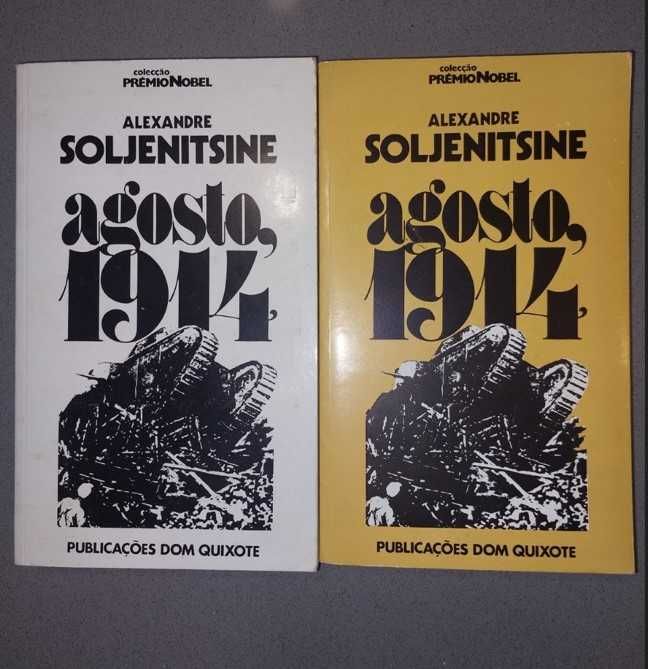 colecção
PRÉMIO NOBEL
ALEXANDRE
SOLJENITSINE
agosto,
1914
PUBLICAÇÕES DOM QUIXOTE
colecção
PRÉMIO NOBEL
ALEXANDRE
SOLJENITSINE
agosto,
1914
PUBLICAÇÕES DOM QUIXOTE